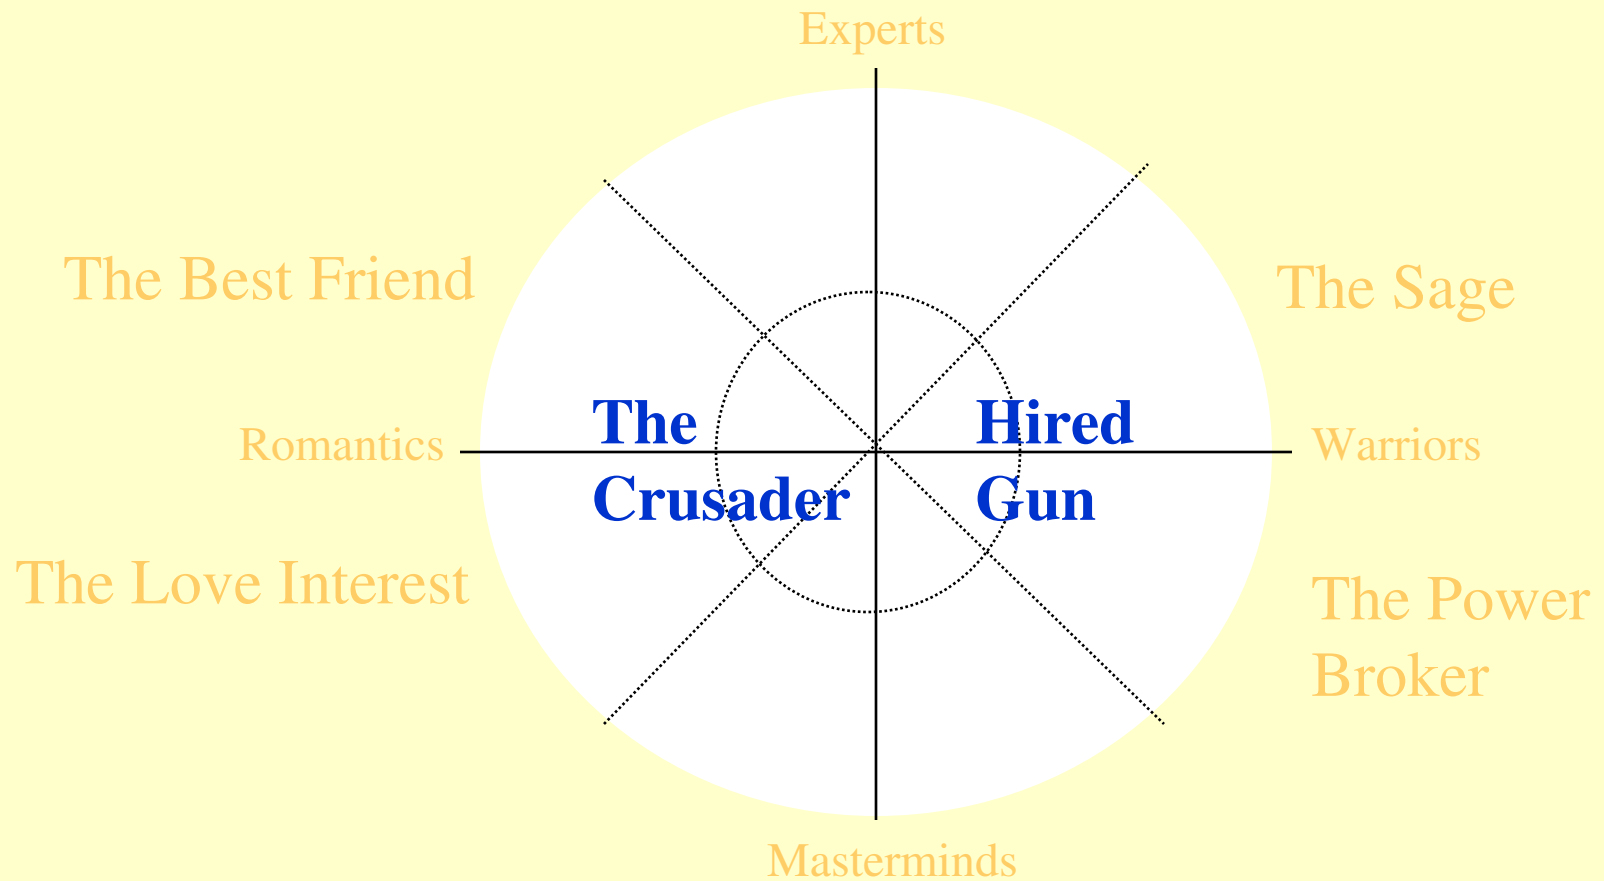 Experts
The Best Friend
The Sage
The
Crusader
Hired
Gun
Romantics
Warriors
The Love Interest
The Power
Broker
Masterminds